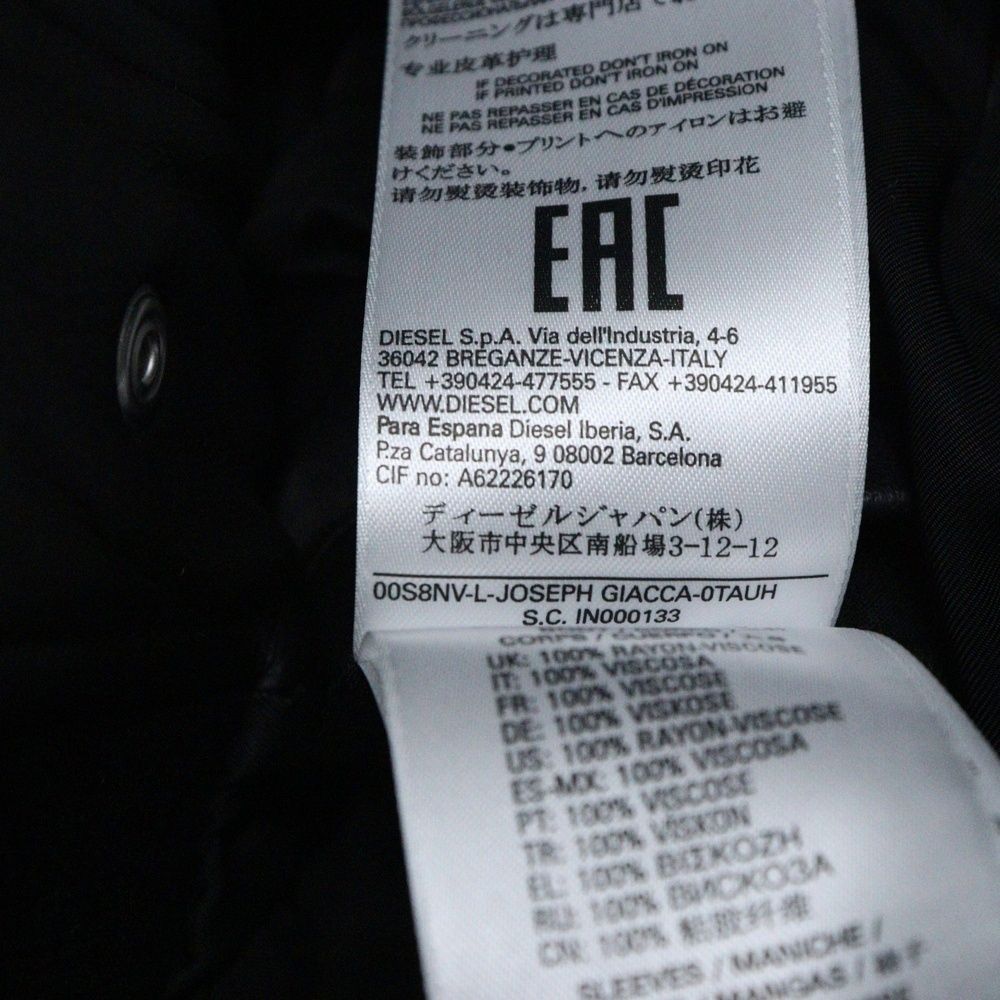 クリーニングは専門店でお
专业皮革护理
IF DECORATED DON'T IRON ON
IF PRINTED DON'T IRON ON
NE PAS REPASSER EN CAS DE DÉCORATION
NE PAS REPASSER EN CAS D'IMPRESSION
装飾部分●プリントへのアイロンはお避
けください。
请勿熨烫装饰物，请勿熨烫印花
EAC
DIESEL S.p.A. Via dell'Industria, 4-6
36042 BREGANZE-VICENZA-ITALY
TEL +390424-477555 - FAX +390424-411955
WWW.DIESEL.COM
Para Espana Diesel Iberia, S.A.
P.za Catalunya, 9 08002 Barcelona
CIF no: A62226170
ディーゼルジャパン(株)
大阪市中央区南船場3-12-12
00S8NV-L-JOSEPH GIACCA-0TAUH
S.C. IN000133
CORPS / CUERPO /
UK: 100% RAYON-VISCOSE
IT: 100% VISCOSA
FR: 100% VISCOSE
DE: 100% VISKOSE
US: 100% RAYON-VISCOSE
ES-MX: 100% VISCOSA
PT: 100% VISCOSE
TR: 100% VİSKON
EL: 100% ΒΙΣΚΟΖΗ
RU: 100% ВИСКОЗА
CN: 100% 黏胶纤维
SLEEVES / MANICHE /
MANGAS /